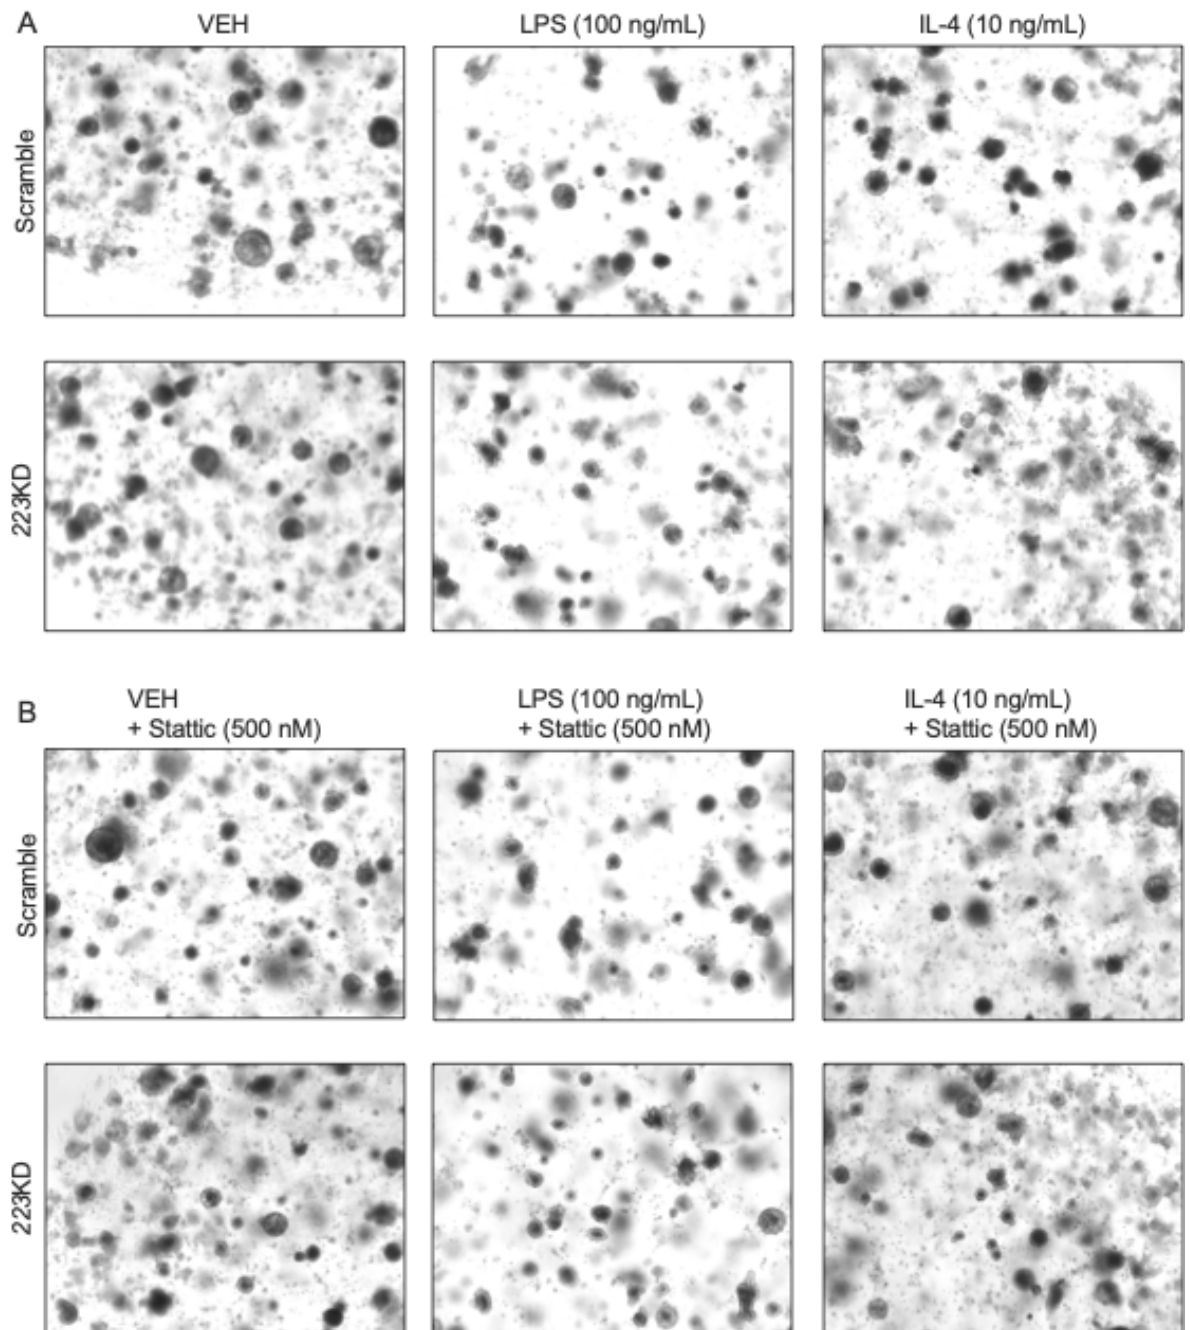 A
VEH
LPS (100 ng/mL)
IL-4 (10 ng/mL)
Scramble
223KD
B
VEH
+ Stattic (500 nM)
LPS (100 ng/mL)
+ Stattic (500 nM)
IL-4 (10 ng/mL)
+ Stattic (500 nM)
Scramble
223KD